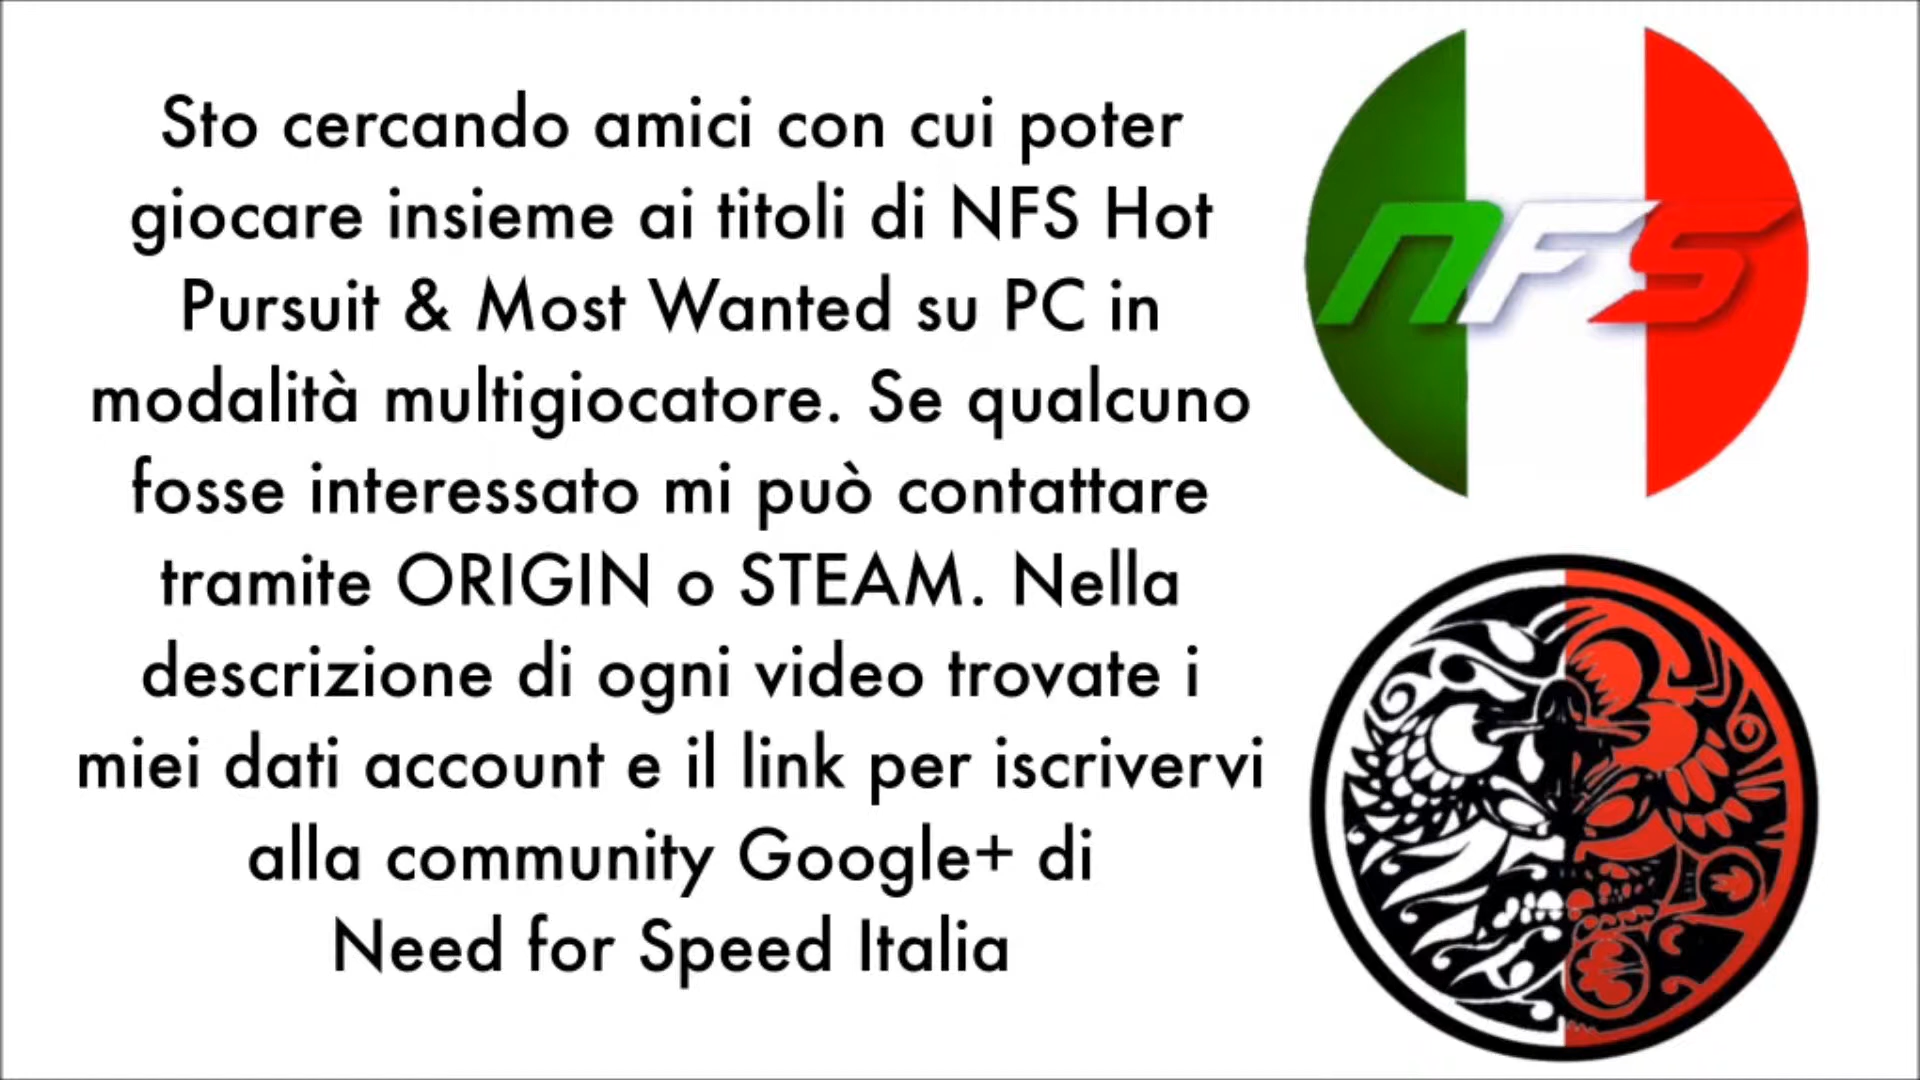 Sto cercando amici con cui poter
giocare insieme ai titoli di NFS Hot
Pursuit & Most Wanted su PC in
modalità multigiocatore. Se qualcuno
fosse interessato mi può contattare
tramite ORIGIN o STEAM. Nella
descrizione di ogni video trovate i
miei dati account e il link per iscrivervi
alla community Google+ di
Need for Speed Italia
nFS